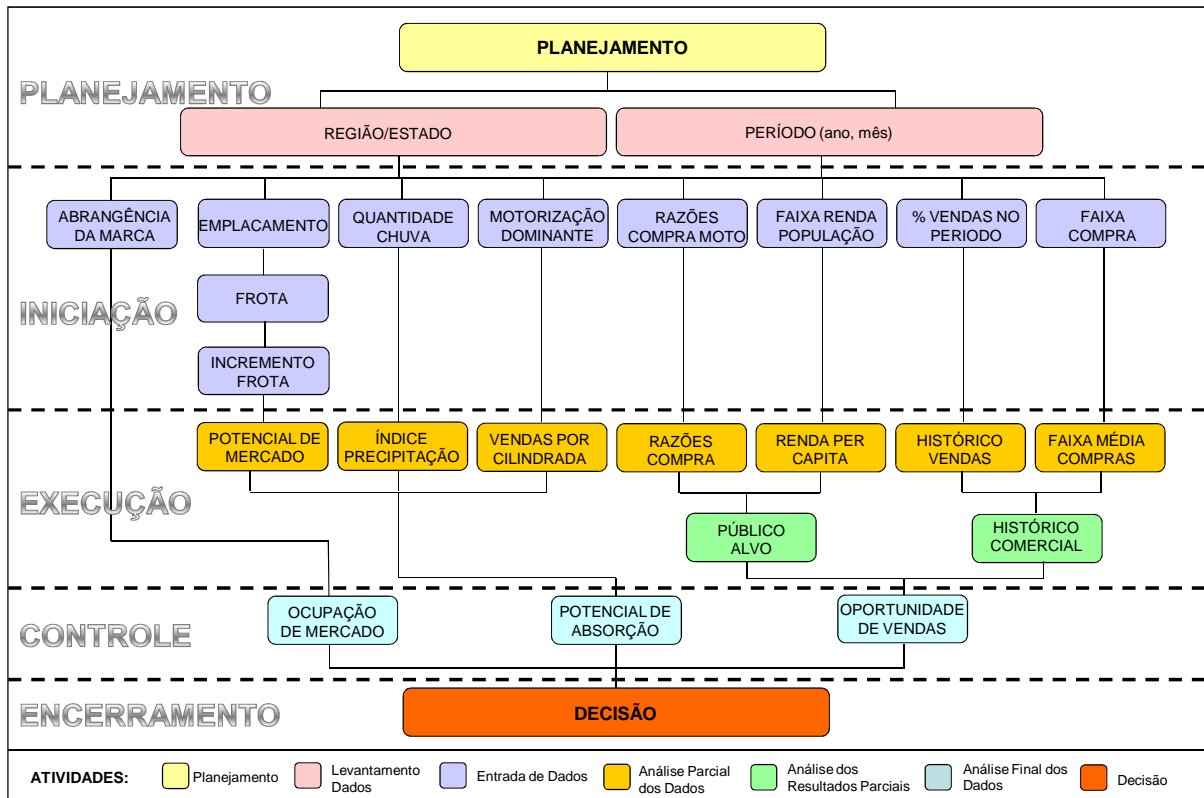 PLANEJAMENTO
PLANEJAMENTO
REGIÃO/ESTADO
PERÍODO (ano, mês)
INICIAÇÃO
ABRANGÊNCIA
DA MARCA
EMPLACAMENTO
QUANTIDADE
CHUVA
MOTORIZAÇÃO
DOMINANTE
RAZÕES
COMPRA MOTO
FAIXA RENDA
POPULAÇÃO
% VENDAS NO
PERIODO
FAIXA
COMPRA
FROTA
INCREMENTO
FROTA
EXECUÇÃO
POTENCIAL DE
MERCADO
ÍNDICE
PRECIPITAÇÃO
VENDAS POR
CILINDRADA
RAZÕES
COMPRA
RENDA PER
CAPITA
HISTÓRICO
VENDAS
FAIXA MÉDIA
COMPRAS
PÚBLICO
ALVO
HISTÓRICO
COMERCIAL
CONTROLE
OCUPAÇÃO
DE MERCADO
POTENCIAL DE
ABSORÇÃO
OPORTUNIDADE
DE VENDAS
ENCERRAMENTO
DECISÃO
ATIVIDADES:
Planejamento
Levantamento
Dados
Entrada de Dados
Análise Parcial
dos Dados
Análise dos
Resultados Parciais
Análise Final dos
Dados
Decisão